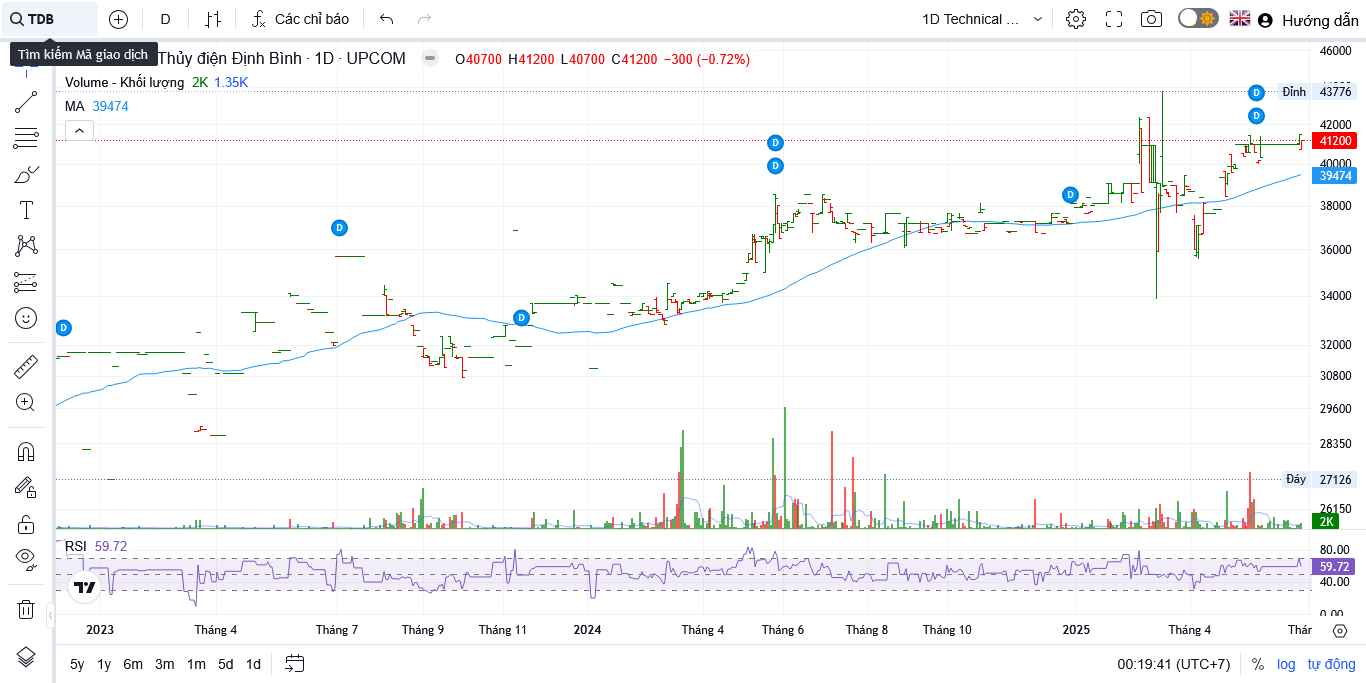 TDB
D
Các chỉ báo
1D Technical ...
Hướng dẫn
Tìm kiếm Mã giao dịch
Thủy điện Định Bình · 1D · UPCOM
O40700 H41200 L40700 C41200 −300 (−0.72%)
Volume - Khối lượng 2K 1.35K
MA 39474
46000
Đỉnh 43776
42000
41200
40000
39474
38000
36000
34000
32000
30800
29600
28350
Đáy 27126
26150
2K
D
D
D
D
D
D
D
D
RSI 59.72
80.00
59.72
40.00
0.00
2023
Tháng 4
Tháng 7
Tháng 9
Tháng 11
2024
Tháng 4
Tháng 6
Tháng 8
Tháng 10
2025
Tháng 4
Thár
5y 1y 6m 3m 1m 5d 1d
00:19:41 (UTC+7)
% log tự động